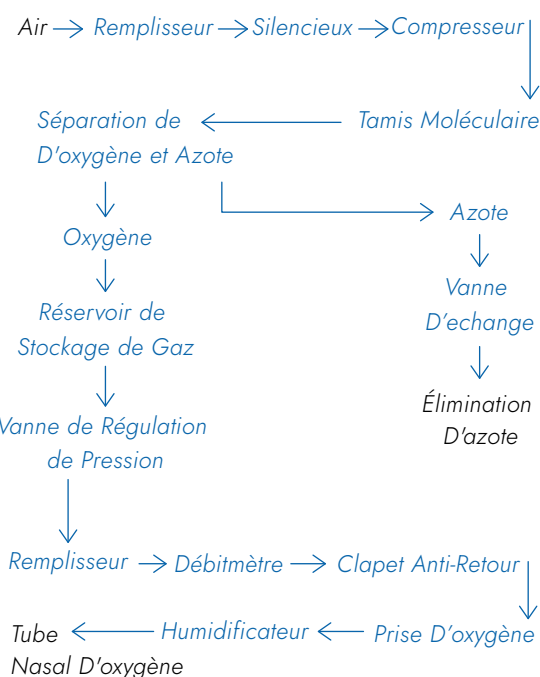 Air Remplisseur Silencieux Compresseur
Séparation de Tamis Moléculaire
D'oxygène et Azote
Azote
Oxygène
Vanne
D'echange
Réservoir de
Stockage de Gaz
Élimination
D'azote
Vanne de Régulation
de Pression
Remplisseur Débitmètre Clapet Anti-Retour
Tube Humidificateur Prise D'oxygène
Nasal D'oxygène